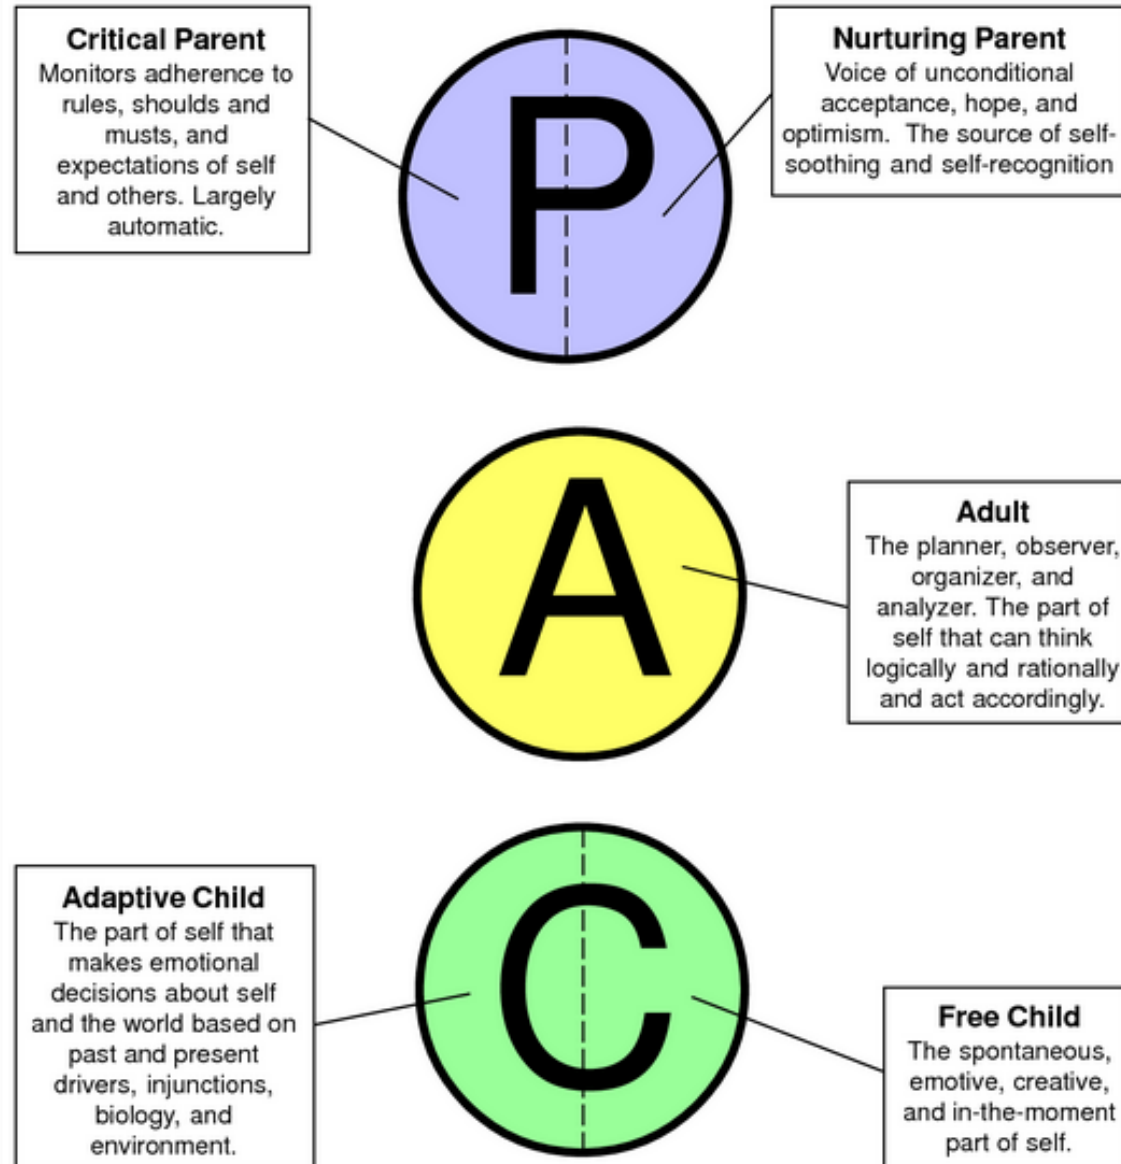 Critical Parent
Monitors adherence to
rules, shoulds and
musts, and
expectations of self
and others. Largely
automatic.
P
Nurturing Parent
Voice of unconditional
acceptance, hope, and
optimism.  The source of self-
soothing and self-recognition
A
Adult
The planner, observer,
organizer, and
analyzer. The part of
self that can think
logically and rationally
and act accordingly.
Adaptive Child
The part of self that
makes emotional
decisions about self
and the world based on
past and present
drivers, injunctions,
biology, and
environment.
C
Free Child
The spontaneous,
emotive, creative,
and in-the-moment
part of self.